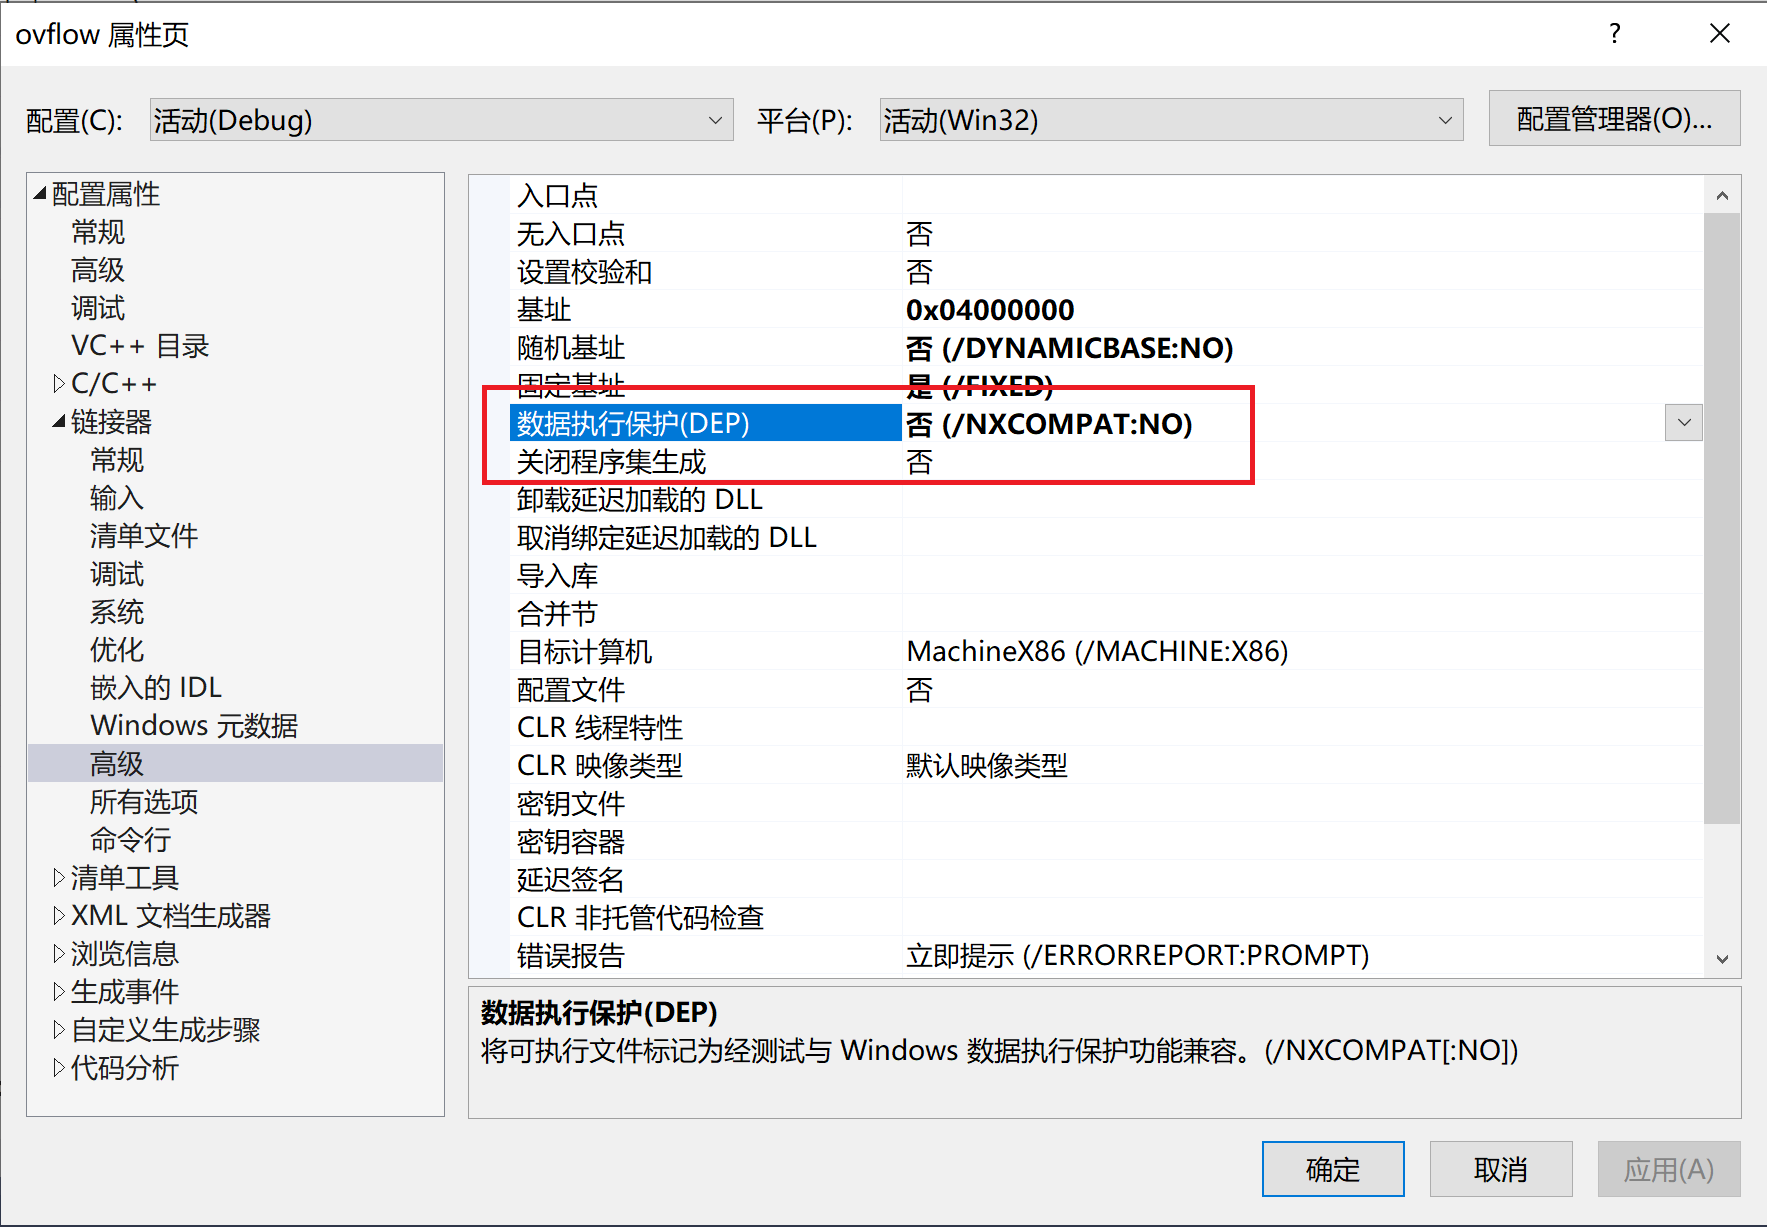 ovflow 属性页
配置(C): 活动(Debug) 平台(P): 活动(Win32) 配置管理器(O)...
配置属性
常规
高级
调试
VC++ 目录
C/C++
链接器
常规
输入
清单文件
调试
系统
优化
嵌入的 IDL
Windows 元数据
高级
所有选项
命令行
清单工具
XML 文档生成器
浏览信息
生成事件
自定义生成步骤
代码分析
入口点
无入口点 否
设置校验和 否
基址 0x04000000
随机基址 否 (/DYNAMICBASE:NO)
固定基址 是 (/FIXED)
数据执行保护(DEP) 否 (/NXCOMPAT:NO)
关闭程序集生成 否
卸载延迟加载的 DLL
取消绑定延迟加载的 DLL
导入库
合并节
目标计算机 MachineX86 (/MACHINE:X86)
配置文件 否
CLR 线程特性
CLR 映像类型 默认映像类型
密钥文件
密钥容器
延迟签名
CLR 非托管代码检查
错误报告 立即提示 (/ERRORREPORT:PROMPT)
数据执行保护(DEP)
将可执行文件标记为经测试与 Windows 数据执行保护功能兼容。(/NXCOMPAT[:NO])
确定 取消 应用(A)